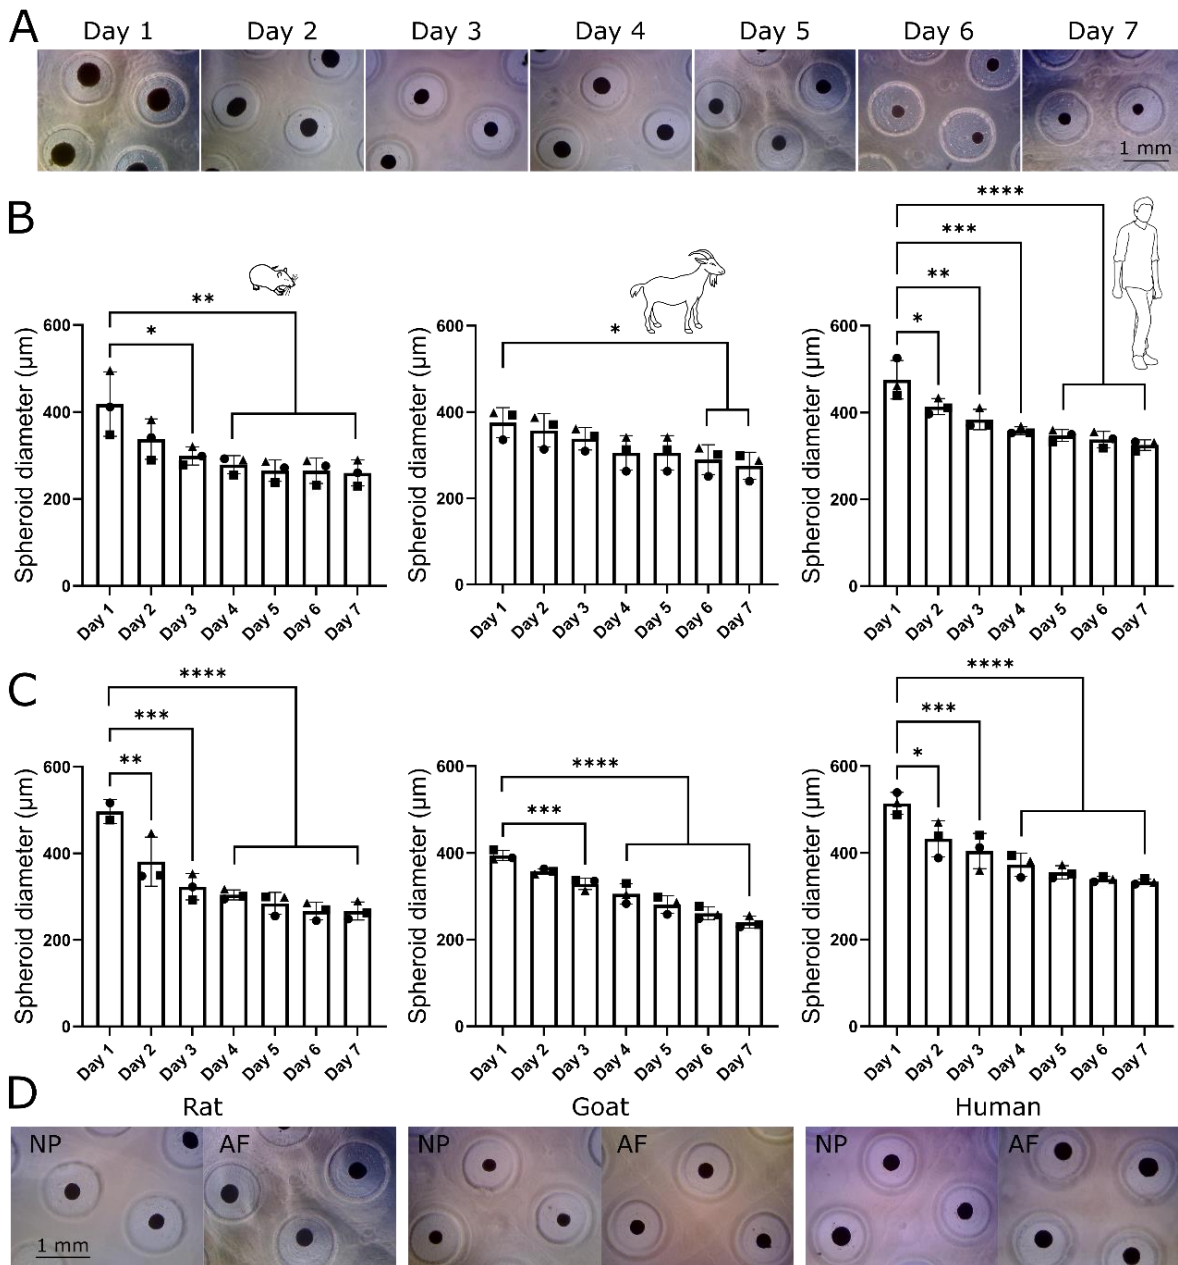 A
Day 1 Day 2 Day 3 Day 4 Day 5 Day 6 Day 7
1 mm
B
Spheroid diameter (µm)
600
400
200
0
*
**
Day 1 Day 2 Day 3 Day 4 Day 5 Day 6 Day 7
Spheroid diameter (µm)
600
400
200
0
*
Day 1 Day 2 Day 3 Day 4 Day 5 Day 6 Day 7
Spheroid diameter (µm)
600
400
200
0
****
***
**
*
Day 1 Day 2 Day 3 Day 4 Day 5 Day 6 Day 7
C
Spheroid diameter (µm)
600
400
200
0
****
***
**
Day 1 Day 2 Day 3 Day 4 Day 5 Day 6 Day 7
Spheroid diameter (µm)
600
400
200
0
****
***
Day 1 Day 2 Day 3 Day 4 Day 5 Day 6 Day 7
Spheroid diameter (µm)
600
400
200
0
****
***
*
Day 1 Day 2 Day 3 Day 4 Day 5 Day 6 Day 7
D
Rat Goat Human
NP AF NP AF NP AF
1 mm